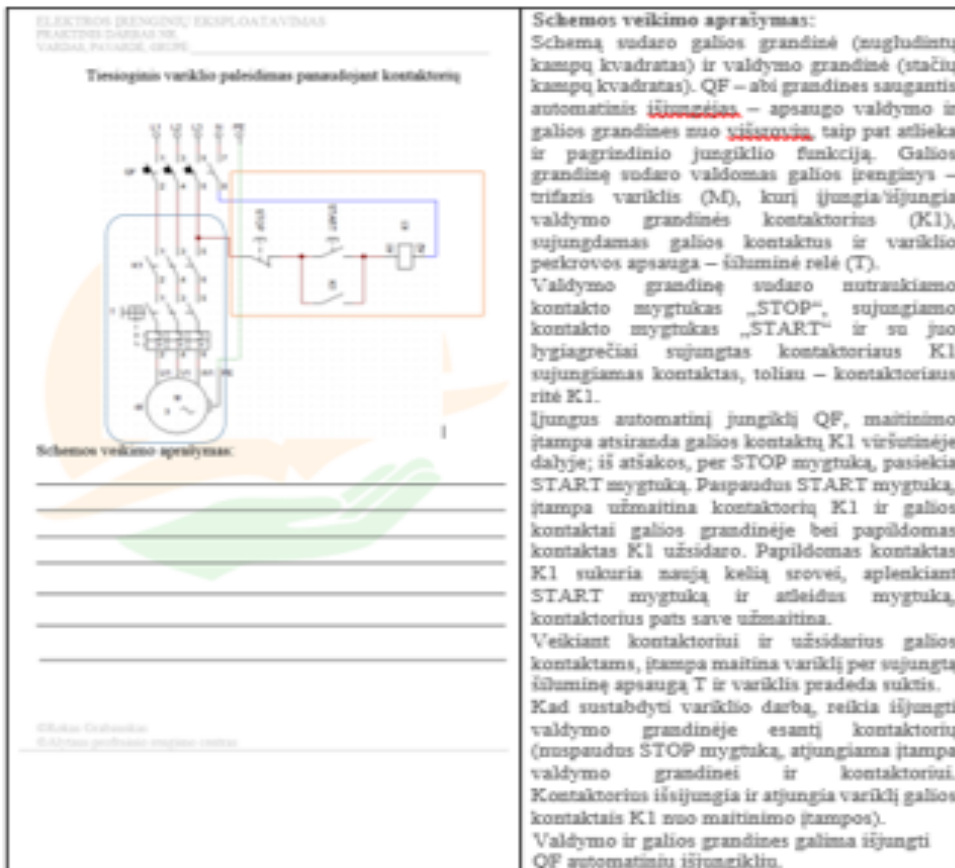 ELEKTROS ĮRENGINIŲ EKSPLOATAVIMAS
PRAKTINIS DARBAS NR.
VARDAS, PAVARDĖ, GRUPĖ
Tiesioginis variklio paleidimas panaudojant kontaktorių
QF
STOP
START
K1
T
M
Schemos veikimo aprašymas:
©Alytaus profesinio rengimo centras
Schemos veikimo aprašymas:
Schemą sudaro galios grandinė (nugludintų
kampų kvadratas) ir valdymo grandinė (stačių
kampų kvadratas). QF – abi grandines saugantis
automatinis išjungėjas – apsaugo valdymo ir
galios grandines nuo viršsrovių, taip pat atlieka
ir pagrindinio jungiklio funkciją. Galios
grandinę sudaro valdomas galios įrenginys –
trifazis variklis (M), kurį įjungia/išjungia
valdymo grandinės kontaktorius (K1),
sujungdamas galios kontaktus ir variklio
perkrovos apsauga – šiluminė relė (T).
Valdymo grandinę sudaro nutraukiamo
kontakto mygtukas „STOP“, sujungiamo
kontakto mygtukas „START“ ir su juo
lygiagrečiai sujungtas kontaktoriaus K1
sujungiamas kontaktas, toliau – kontaktoriaus
ritė K1.
Įjungus automatinį jungiklį QF, maitinimo
įtampa atsiranda galios kontaktų K1 viršutinėje
dalyje; iš atšakos, per STOP mygtuką, pasiekia
START mygtuką. Paspaudus START mygtuką,
įtampa užmaitina kontaktorių K1 ir galios
kontaktai galios grandinėje bei papildomas
kontaktas K1 užsidaro. Papildomas kontaktas
K1 sukuria naują kelią srovei, aplenkiant
START mygtuką ir atleidus mygtuką,
kontaktorius pats save užmaitina.
Veikiant kontaktoriui ir užsidarius galios
kontaktams, įtampa maitina variklį per sujungtą
šiluminę apsaugą T ir variklis pradeda suktis.
Kad sustabdyti variklio darbą, reikia išjungti
valdymo grandinėje esantį kontaktorių
(nuspaudus STOP mygtuką, atjungiama įtampa
valdymo grandinei ir kontaktoriui.
Kontaktorius išsijungia ir atjungia variklį galios
kontaktais K1 nuo maitinimo įtampos).
Valdymo ir galios grandines galima išjungti
QF automatiniu išjungikliu.